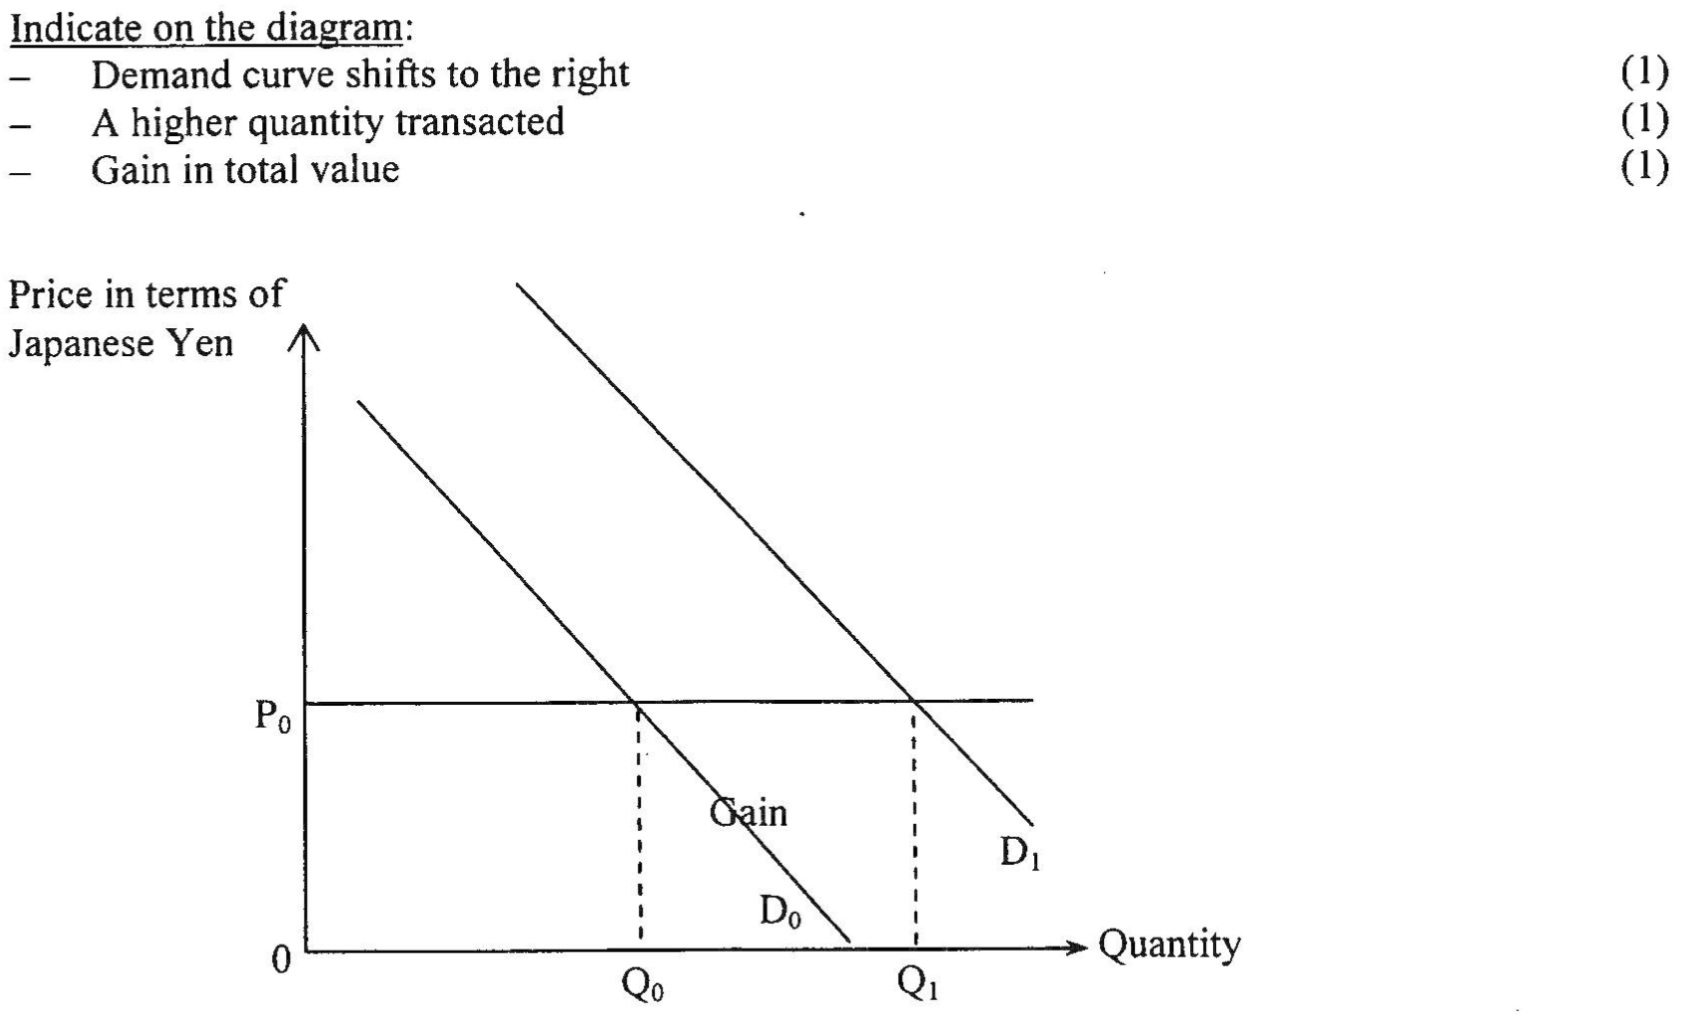 Indicate on the diagram:
– Demand curve shifts to the right (1)
– A higher quantity transacted (1)
– Gain in total value (1)
Price in terms of
Japanese Yen
P₀
Gain
D₁
D₀
0
Quantity
Q₀
Q₁